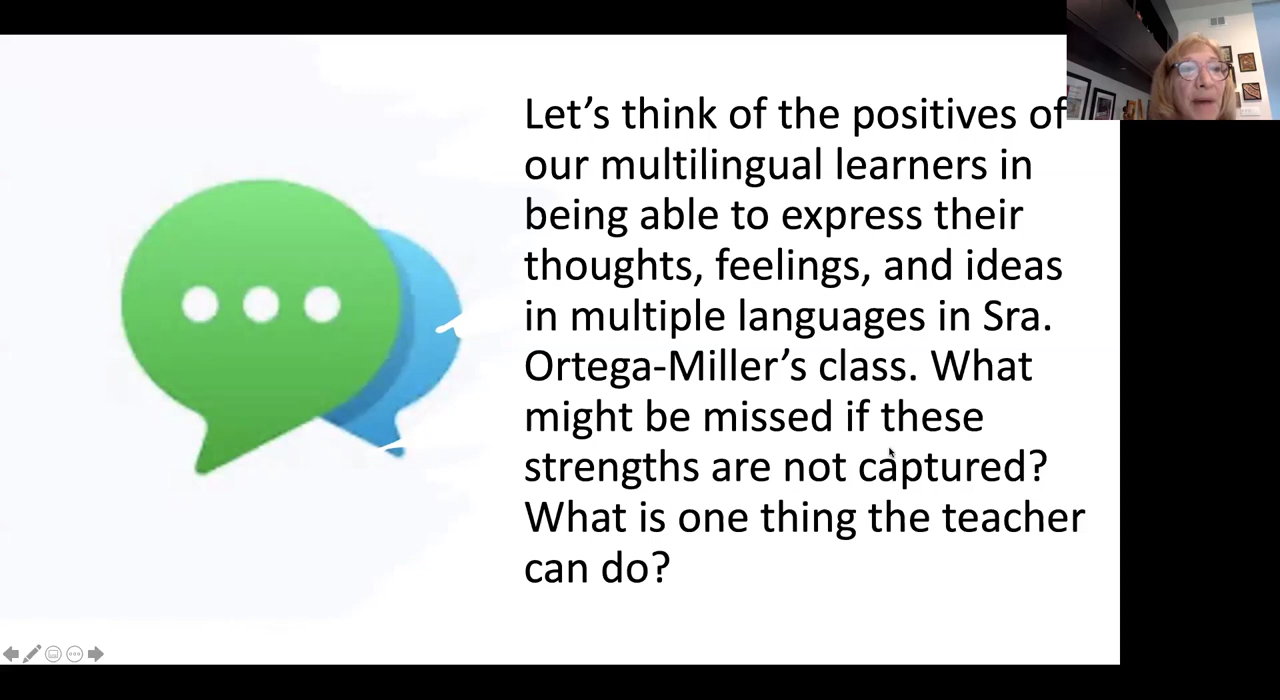 Let’s think of the positives of
our multilingual learners in
being able to express their
thoughts, feelings, and ideas
in multiple languages in Sra.
Ortega-Miller’s class. What
might be missed if these
strengths are not captured?
What is one thing the teacher
can do?